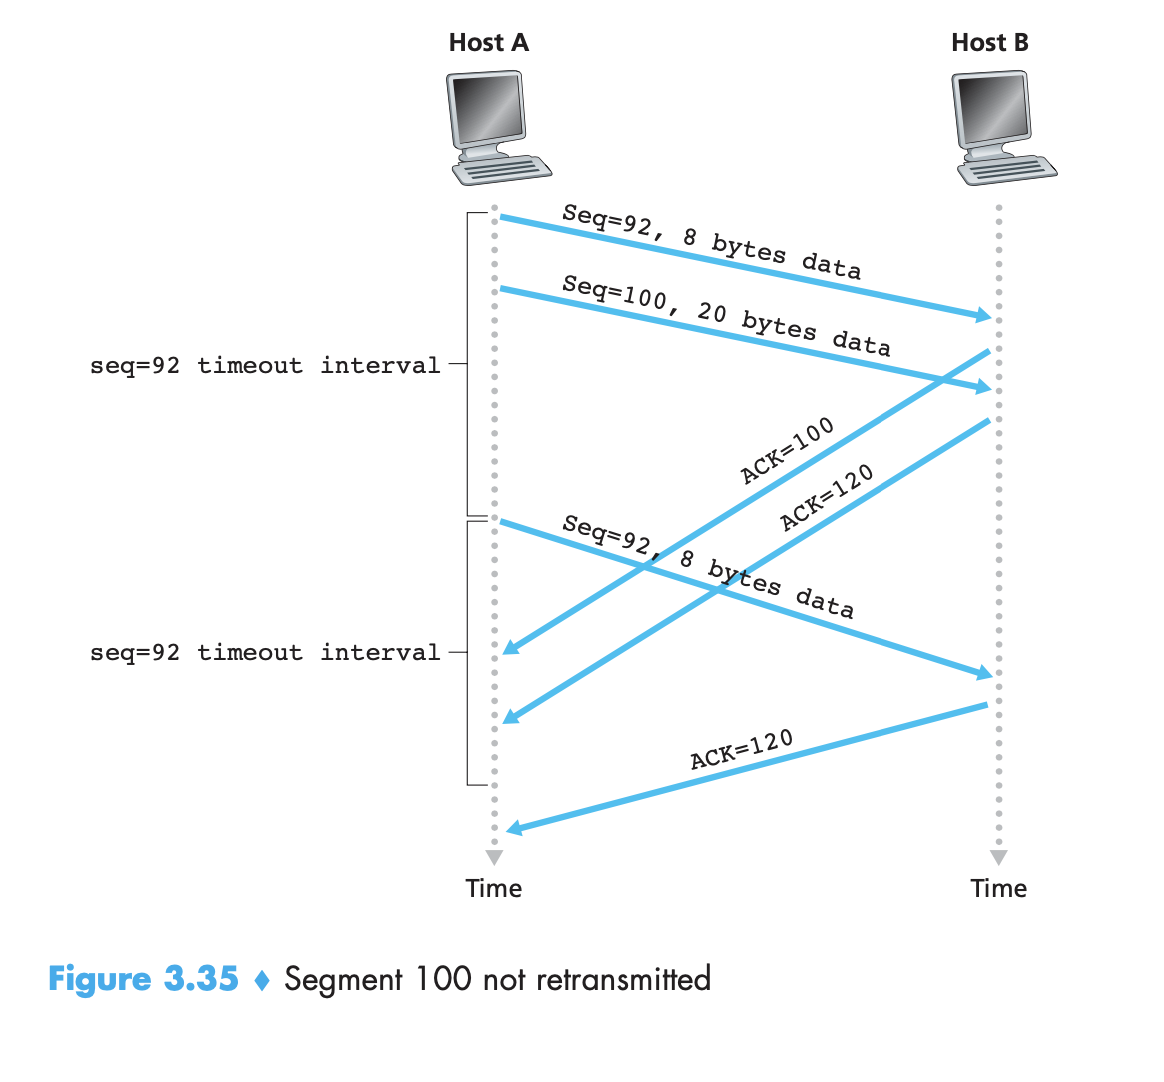 Host A
Host B
Seq=92, 8 bytes data
Seq=100, 20 bytes data
seq=92 timeout interval
ACK=100
ACK=120
Seq=92, 8 bytes data
seq=92 timeout interval
ACK=120
Time
Time
Figure 3.35 ♦ Segment 100 not retransmitted